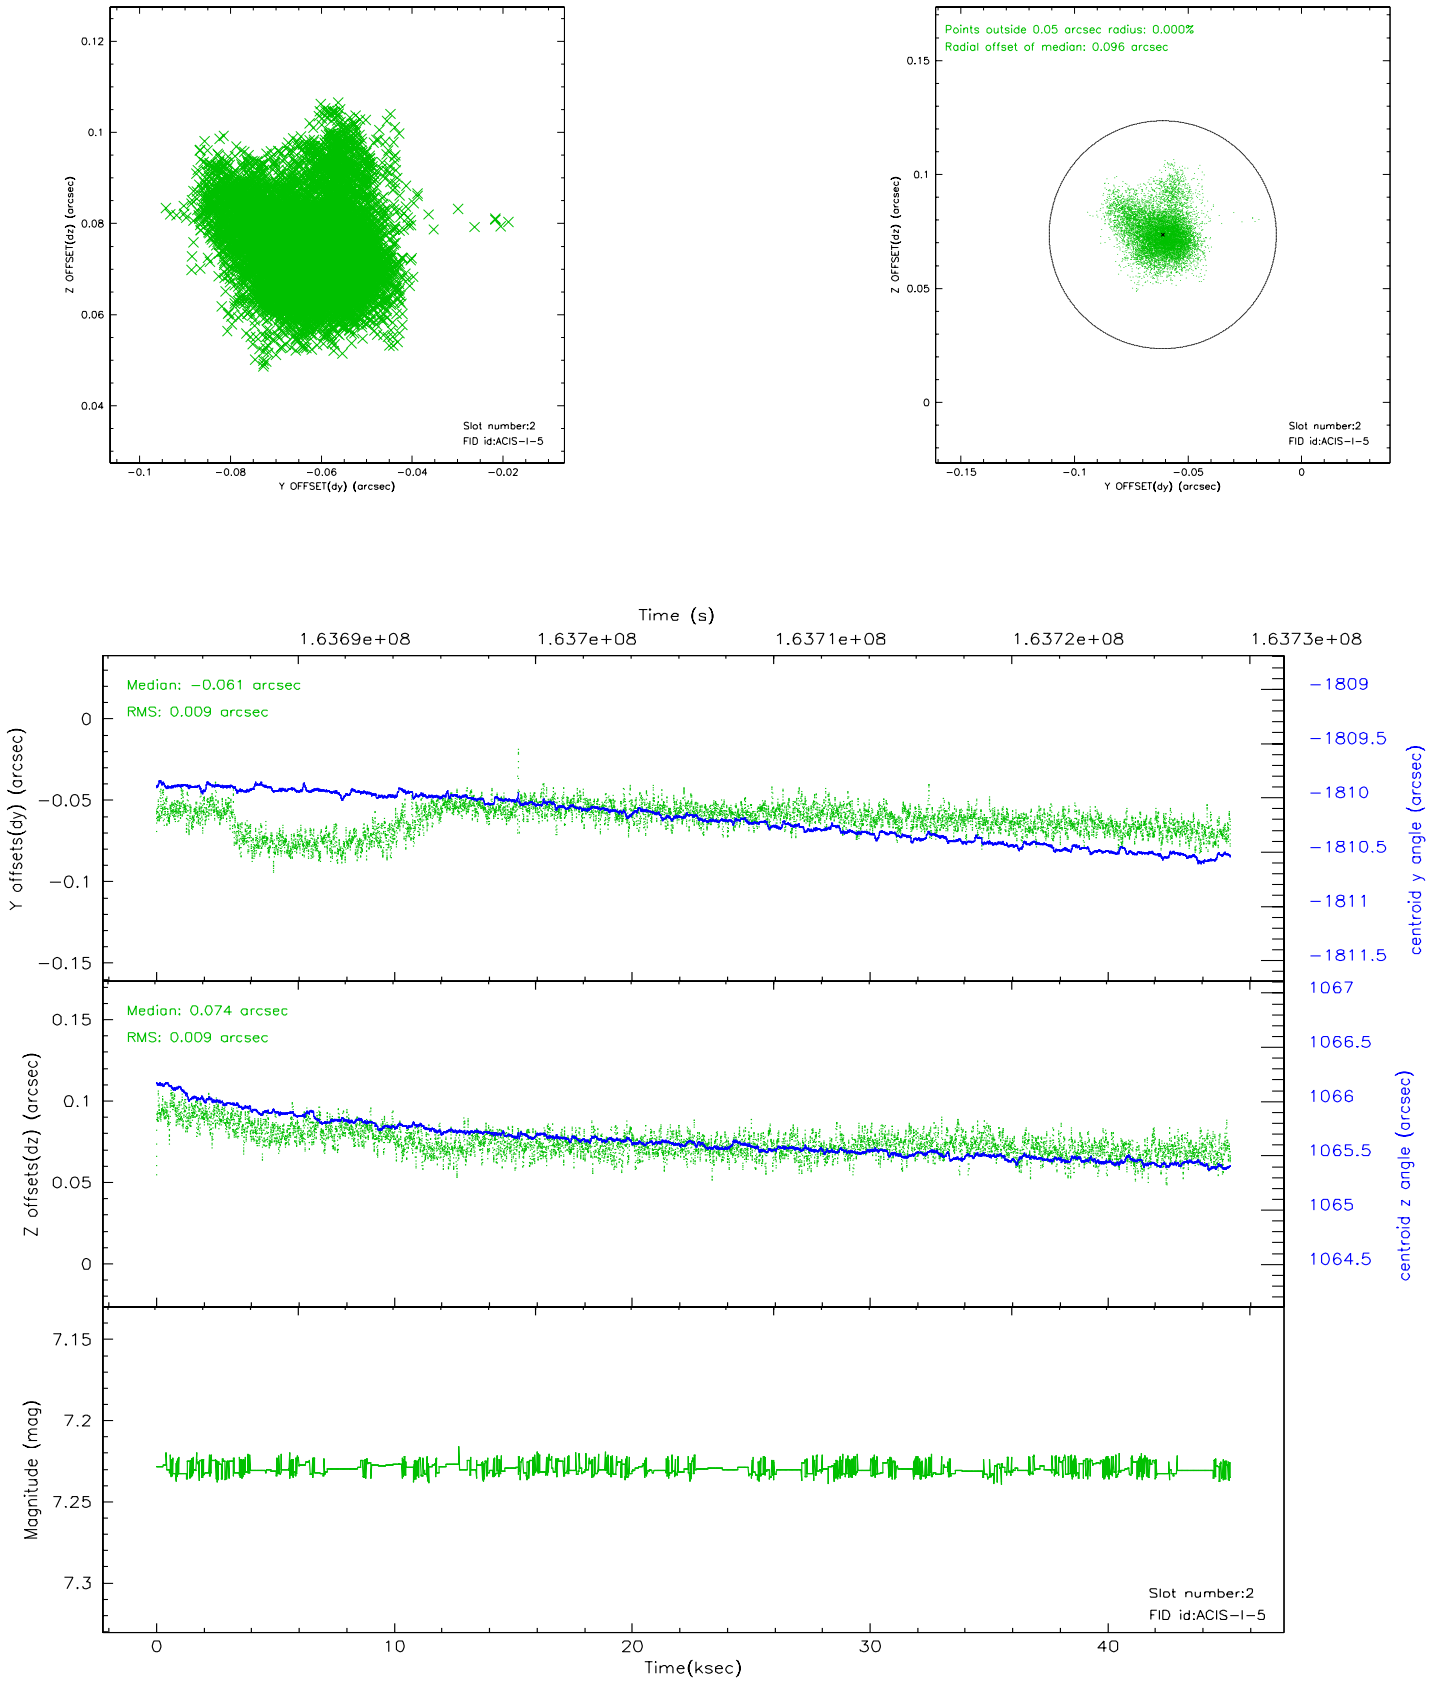 0.12
0.1
0.08
0.06
0.04
Z OFFSET(dz) (arcsec)
Slot number:2
FID id:ACIS-I-5
-0.1
-0.08
-0.06
-0.04
-0.02
Y OFFSET(dy) (arcsec)
Points outside 0.05 arcsec radius: 0.000%
Radial offset of median: 0.096 arcsec
0.15
0.1
0.05
0
Z OFFSET(dz) (arcsec)
Slot number:2
FID id:ACIS-I-5
-0.15
-0.1
-0.05
0
Y OFFSET(dy) (arcsec)
Time (s)
1.6369e+08
1.637e+08
1.6371e+08
1.6372e+08
1.6373e+08
Median: -0.061 arcsec
RMS: 0.009 arcsec
0
-0.05
-0.1
-0.15
Y offsets(dy) (arcsec)
-1809
-1809.5
-1810
-1810.5
-1811
-1811.5
centroid y angle (arcsec)
Median: 0.074 arcsec
RMS: 0.009 arcsec
0.15
0.1
0.05
0
Z offsets(dz) (arcsec)
1067
1066.5
1066
1065.5
1065
1064.5
centroid z angle (arcsec)
7.15
7.2
7.25
7.3
Magnitude (mag)
Slot number:2
FID id:ACIS-I-5
0
10
20
30
40
Time(ksec)